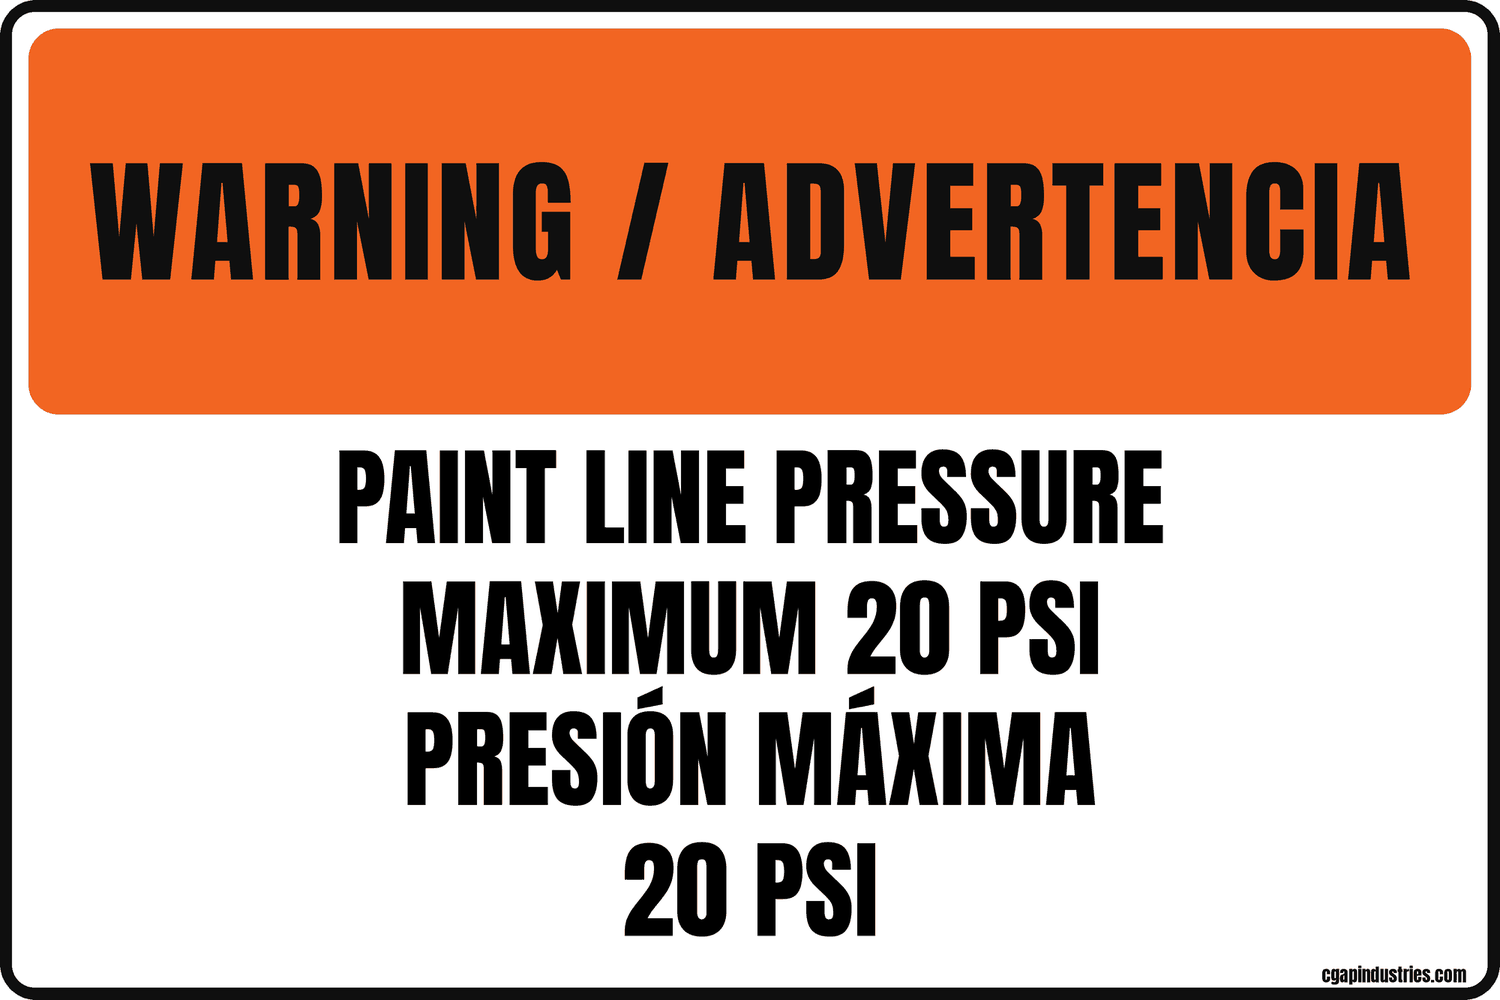 WARNING / ADVERTENCIA
PAINT LINE PRESSURE
MAXIMUM 20 PSI
PRESIÓN MÁXIMA
20 PSI
cgapindustries.com